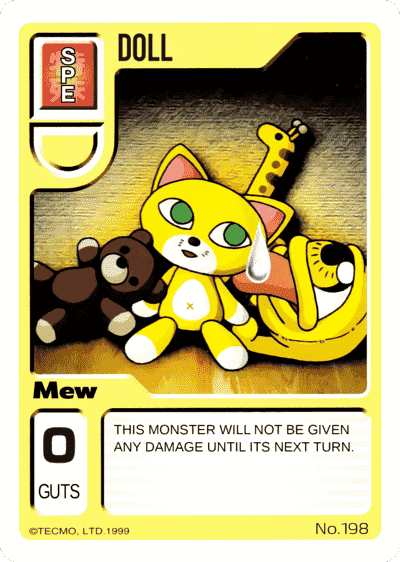 DOLL
SPE
Mew
0
GUTS
THIS MONSTER WILL NOT BE GIVEN
ANY DAMAGE UNTIL ITS NEXT TURN.
©TECMO, LTD.1999
No.198